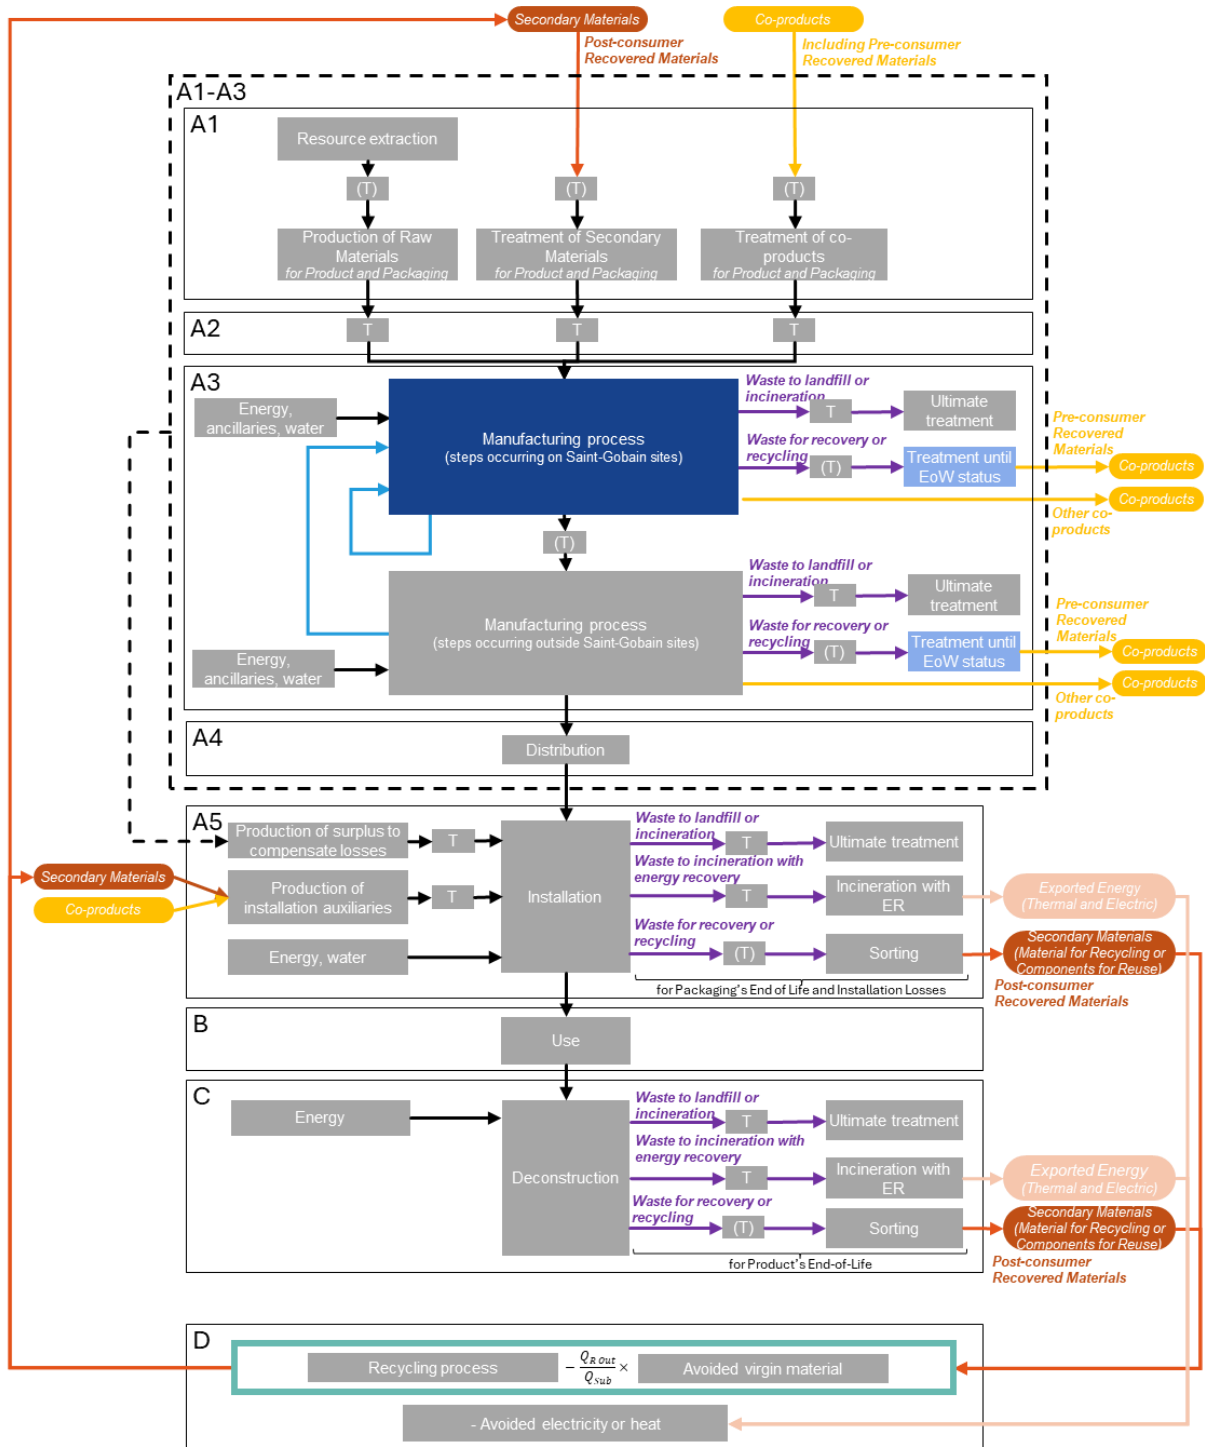 Secondary Materials
Co-products
Post-consumer
Recovered Materials
Including Pre-consumer
Recovered Materials
A1-A3
A1
Resource extraction
(T)
(T)
(T)
Production of Raw
Materials
for Product and Packaging
Treatment of Secondary
Materials
for Product and Packaging
Treatment of co-
products
for Product and Packaging
A2
T
T
T
A3
Energy,
ancillaries, water
Manufacturing process
(steps occurring on Saint-Gobain sites)
Waste to landfill or
incineration
T
Ultimate
treatment
Waste for recovery or
recycling
(T)
Treatment until
EoW status
Pre-consumer
Recovered
Materials
Co-products
Co-products
Other co-
products
(T)
Manufacturing process
(steps occurring outside Saint-Gobain sites)
Energy,
ancillaries, water
Waste to landfill or
incineration
T
Ultimate
treatment
Waste for recovery or
recycling
(T)
Treatment until
EoW status
Pre-consumer
Recovered
Materials
Co-products
Co-products
Other co-
products
A4
Distribution
A5
Production of surplus to
compensate losses
T
Secondary Materials
Co-products
Production of
installation auxiliaries
T
Energy, water
Installation
Waste to landfill or
incineration
T
Ultimate treatment
Waste to incineration with
energy recovery
T
Incineration with
ER
Exported Energy
(Thermal and Electric)
Waste for recovery or
recycling
(T)
Sorting
Secondary Materials
(Material for Recycling or
Components for Reuse)
Post-consumer
Recovered Materials
for Packaging's End of Life and Installation Losses
B
Use
C
Energy
Deconstruction
Waste to landfill or
incineration
T
Ultimate treatment
Waste to incineration with
energy recovery
T
Incineration with
ER
Exported Energy
(Thermal and Electric)
Waste for recovery or
recycling
(T)
Sorting
Secondary Materials
(Material for Recycling or
Components for Reuse)
Post-consumer
Recovered Materials
for Product's End-of-Life
D
Recycling process
− Q R Out / Q Sub ×
Avoided virgin material
- Avoided electricity or heat